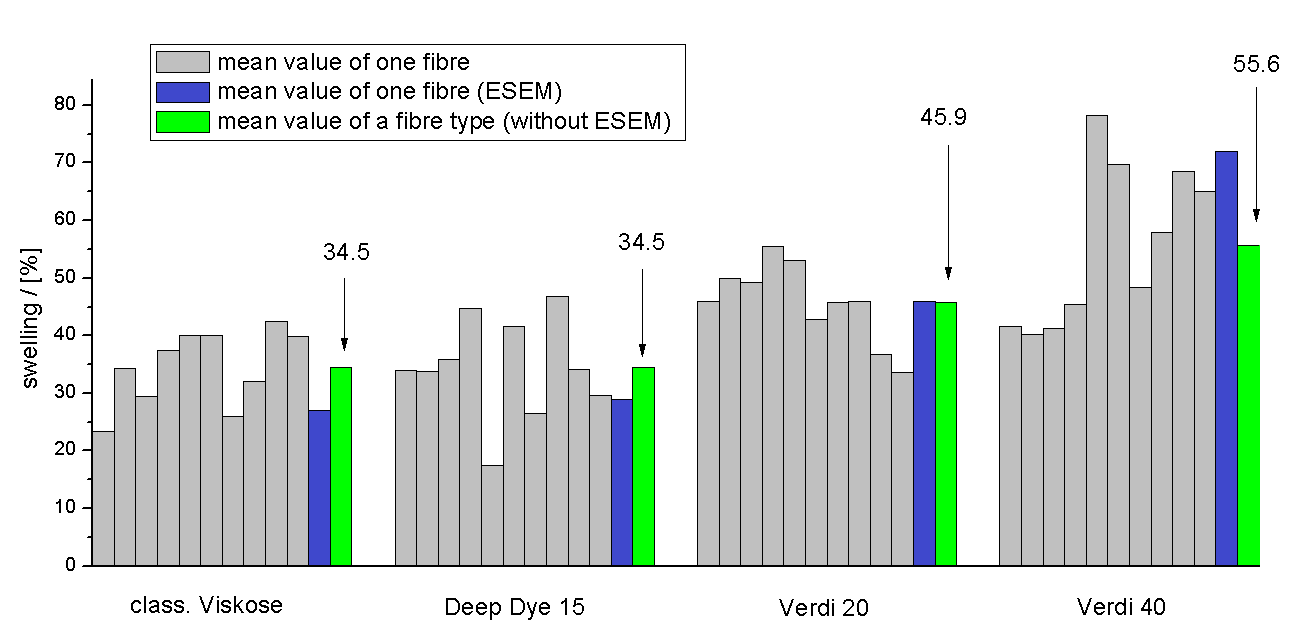 mean value of one fibre
mean value of one fibre (ESEM)
mean value of a fibre type (without ESEM)
55.6
45.9
34.5
34.5
swelling / [%]
80
70
60
50
40
30
20
10
0
class. Viskose
Deep Dye 15
Verdi 20
Verdi 40